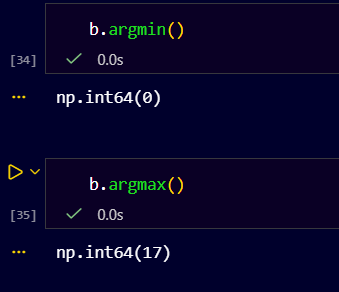 b.argmin()
[34]
0.0s
np.int64(0)
b.argmax()
[35]
0.0s
np.int64(17)